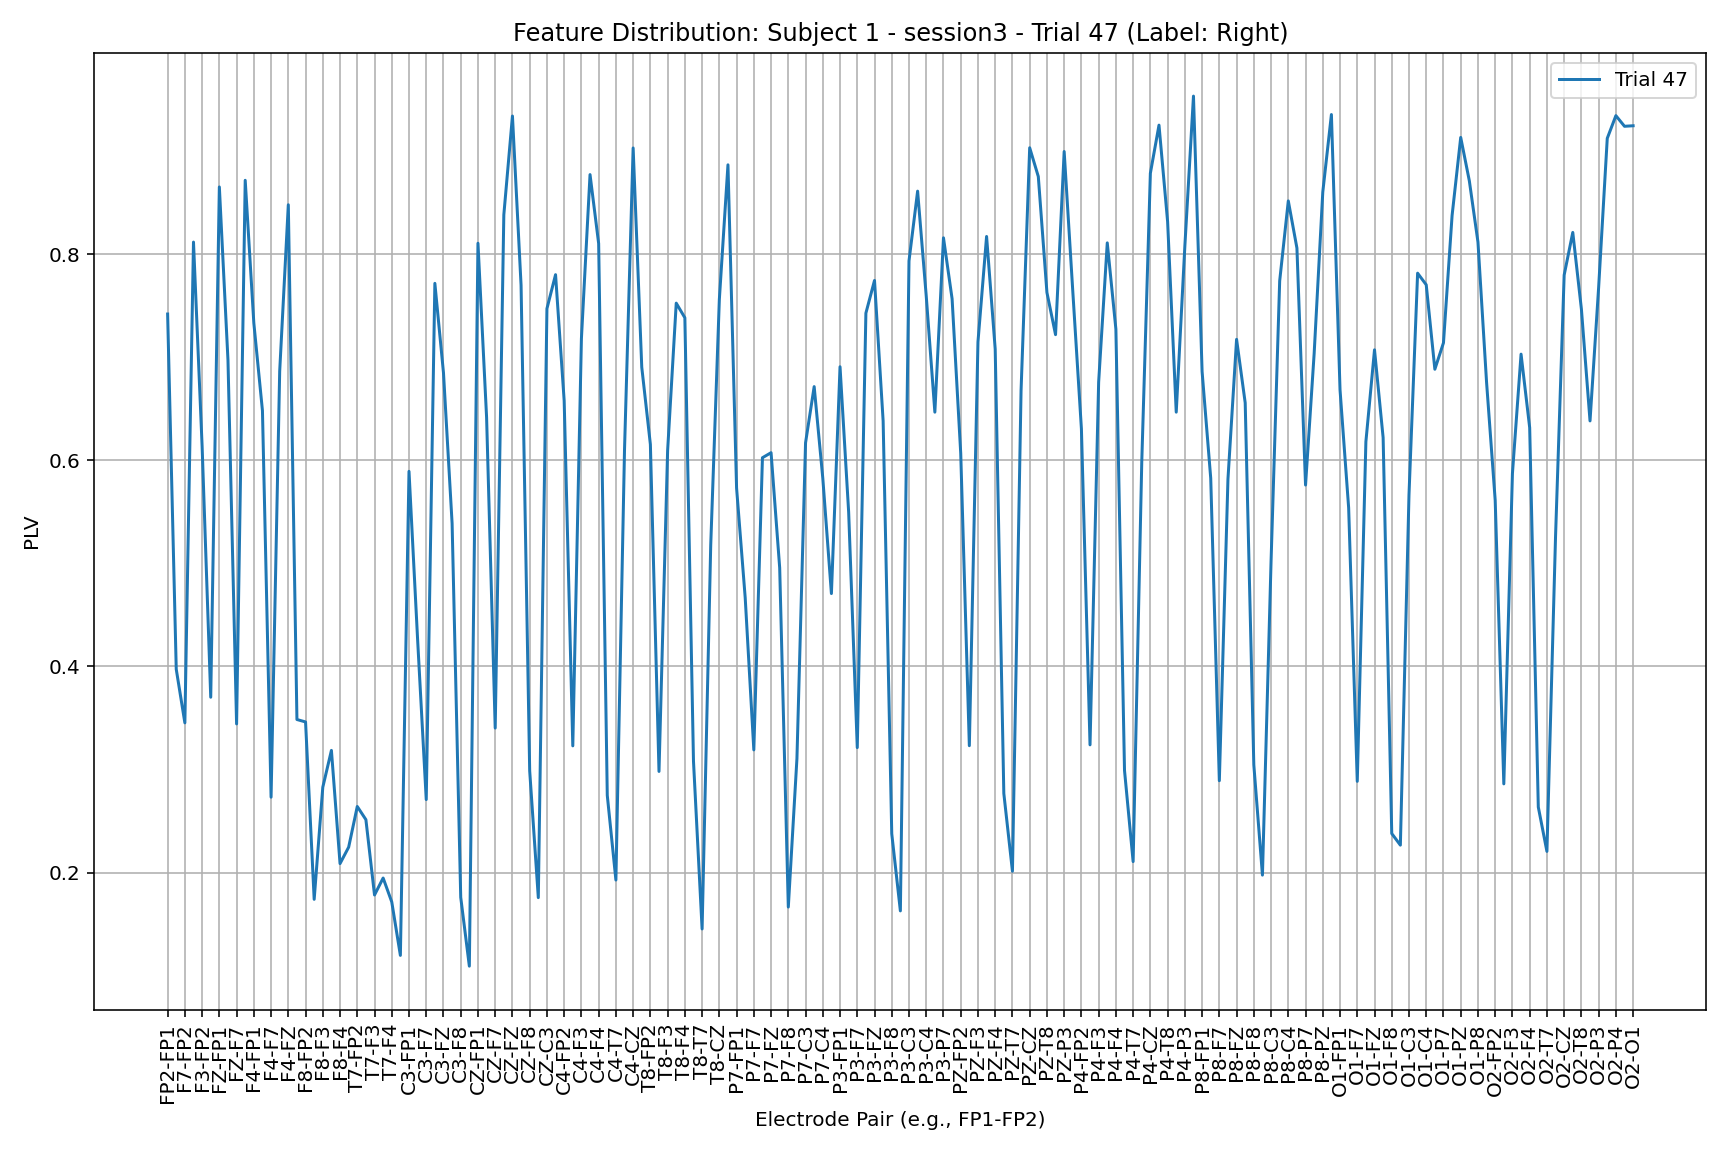 Feature Distribution: Subject 1 - session3 - Trial 47 (Label: Right)
Trial 47
PLV
0.8
0.6
0.4
0.2
FP2-FP1
F7-FP2
F3-FP2
FZ-FP1
FZ-F7
F4-FP1
F4-F7
F4-FZ
F8-FP2
F8-F3
F8-F4
T7-FP2
T7-F3
T7-F4
C3-FP1
C3-F7
C3-FZ
C3-F8
CZ-FP1
CZ-F7
CZ-FZ
CZ-F8
CZ-C3
C4-FP2
C4-F3
C4-F4
C4-T7
C4-CZ
T8-FP2
T8-F3
T8-F4
T8-T7
T8-CZ
P7-FP1
P7-F7
P7-FZ
P7-F8
P7-C3
P7-C4
P3-FP1
P3-F7
P3-FZ
P3-F8
P3-C3
P3-C4
P3-P7
PZ-FP2
PZ-F3
PZ-F4
PZ-T7
PZ-CZ
PZ-T8
PZ-P3
P4-FP2
P4-F3
P4-F4
P4-T7
P4-CZ
P4-T8
P4-P3
P8-FP1
P8-F7
P8-FZ
P8-F8
P8-C3
P8-C4
P8-P7
P8-PZ
O1-FP1
O1-F7
O1-FZ
O1-F8
O1-C3
O1-C4
O1-P7
O1-PZ
O1-P8
O2-FP2
O2-F3
O2-F4
O2-T7
O2-CZ
O2-T8
O2-P3
O2-P4
O2-O1
Electrode Pair (e.g., FP1-FP2)